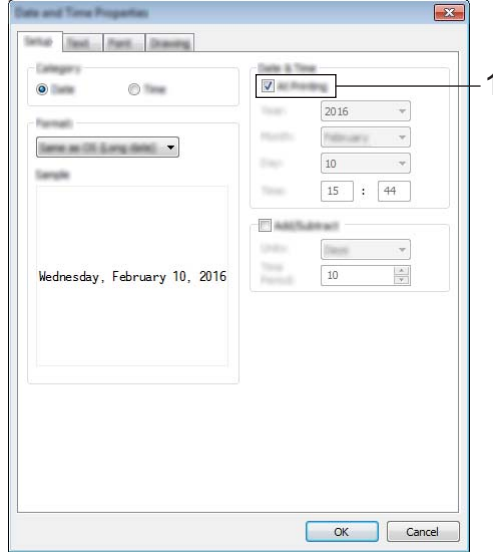 Date and Time Properties
Setup Text Font Drawing
Category
Date Time
Format:
Same as OS (Long date)
Sample
Wednesday, February 10, 2016
Date & Time
At Printing
1
Year: 2016
Month: February
Day: 10
Time: 15 : 44
Add/Subtract
Units: Days
Time
Period: 10
OK Cancel